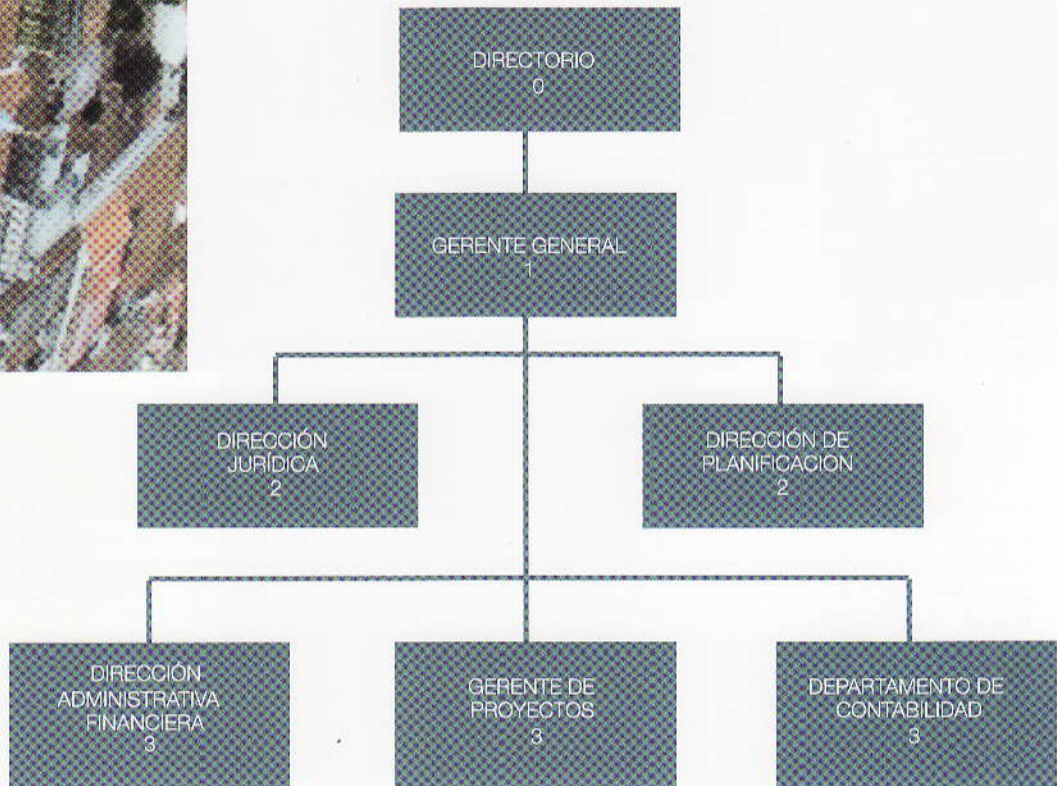 DIRECTORIO
0
GERENTE GENERAL
1
DIRECCIÓN
JURÍDICA
2
DIRECCIÓN DE
PLANIFICACION
2
DIRECCIÓN
ADMINISTRATIVA
FINANCIERA
3
GERENTE DE
PROYECTOS
3
DEPARTAMENTO DE
CONTABILIDAD
3